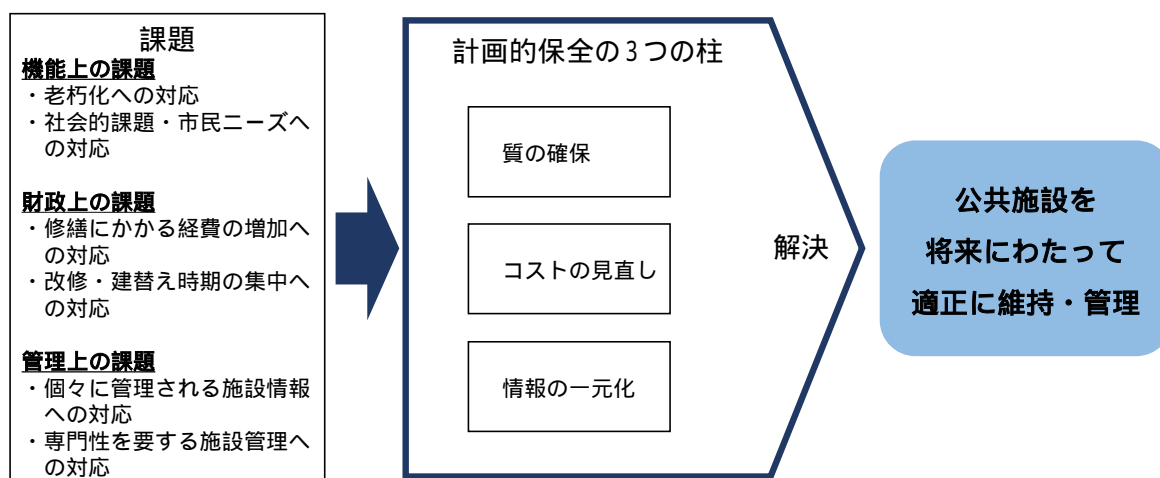 課題
機能上の課題
・老朽化への対応
・社会的課題・市民ニーズへ
の対応
財政上の課題
・修繕にかかる経費の増加へ
の対応
・改修・建替え時期の集中へ
の対応
管理上の課題
・個々に管理される施設情報
への対応
・専門性を要する施設管理へ
の対応
計画的保全の3つの柱
質の確保
コストの見直し
情報の一元化
解決
公共施設を
将来にわたって
適正に維持・管理